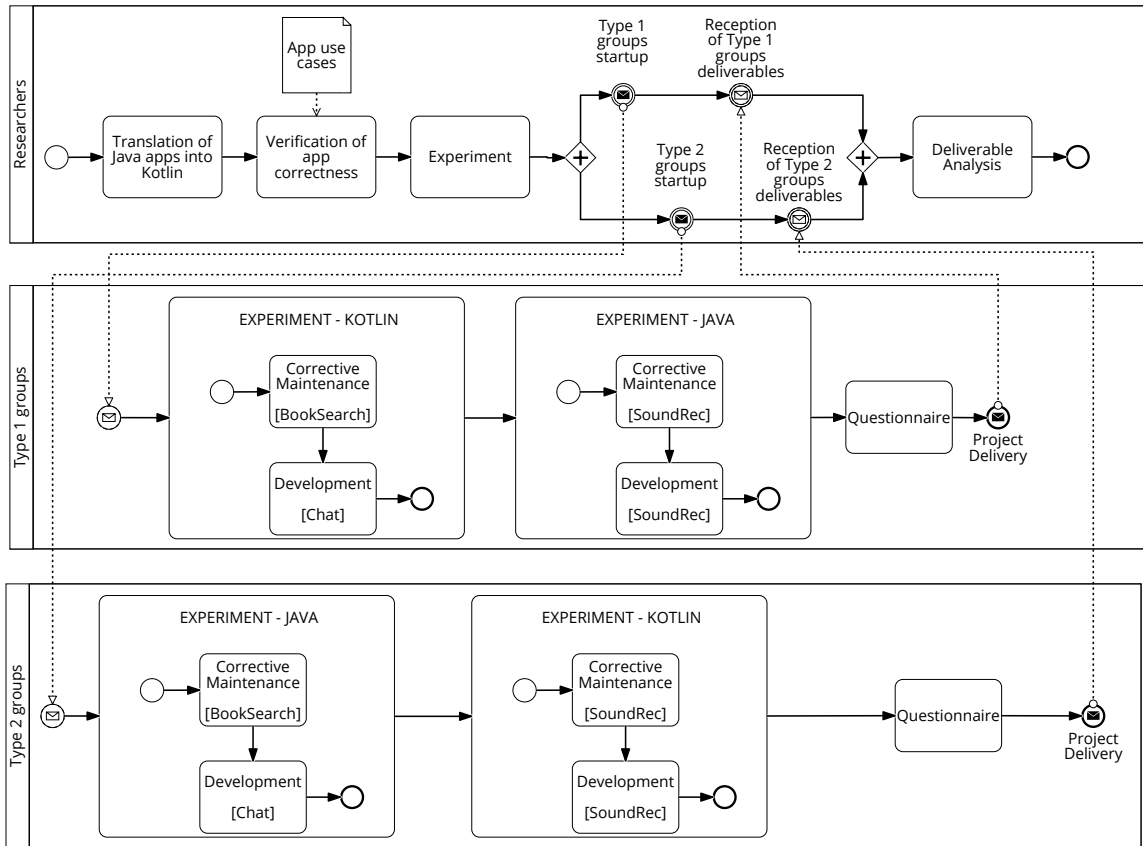 Researchers
App use
cases
Type 1
groups
startup
Reception
of Type 1
groups
deliverables
Translation of
Java apps into
Kotlin
Verification of
app
correctness
Experiment
Type 2
groups
startup
Reception
of Type 2
groups
deliverables
Deliverable
Analysis
Type 1 groups
EXPERIMENT - KOTLIN
Corrective
Maintenance
[BookSearch]
Development
[Chat]
EXPERIMENT - JAVA
Corrective
Maintenance
[SoundRec]
Development
[SoundRec]
Questionnaire
Project
Delivery
Type 2 groups
EXPERIMENT - JAVA
Corrective
Maintenance
[BookSearch]
Development
[Chat]
EXPERIMENT - KOTLIN
Corrective
Maintenance
[SoundRec]
Development
[SoundRec]
Questionnaire
Project
Delivery